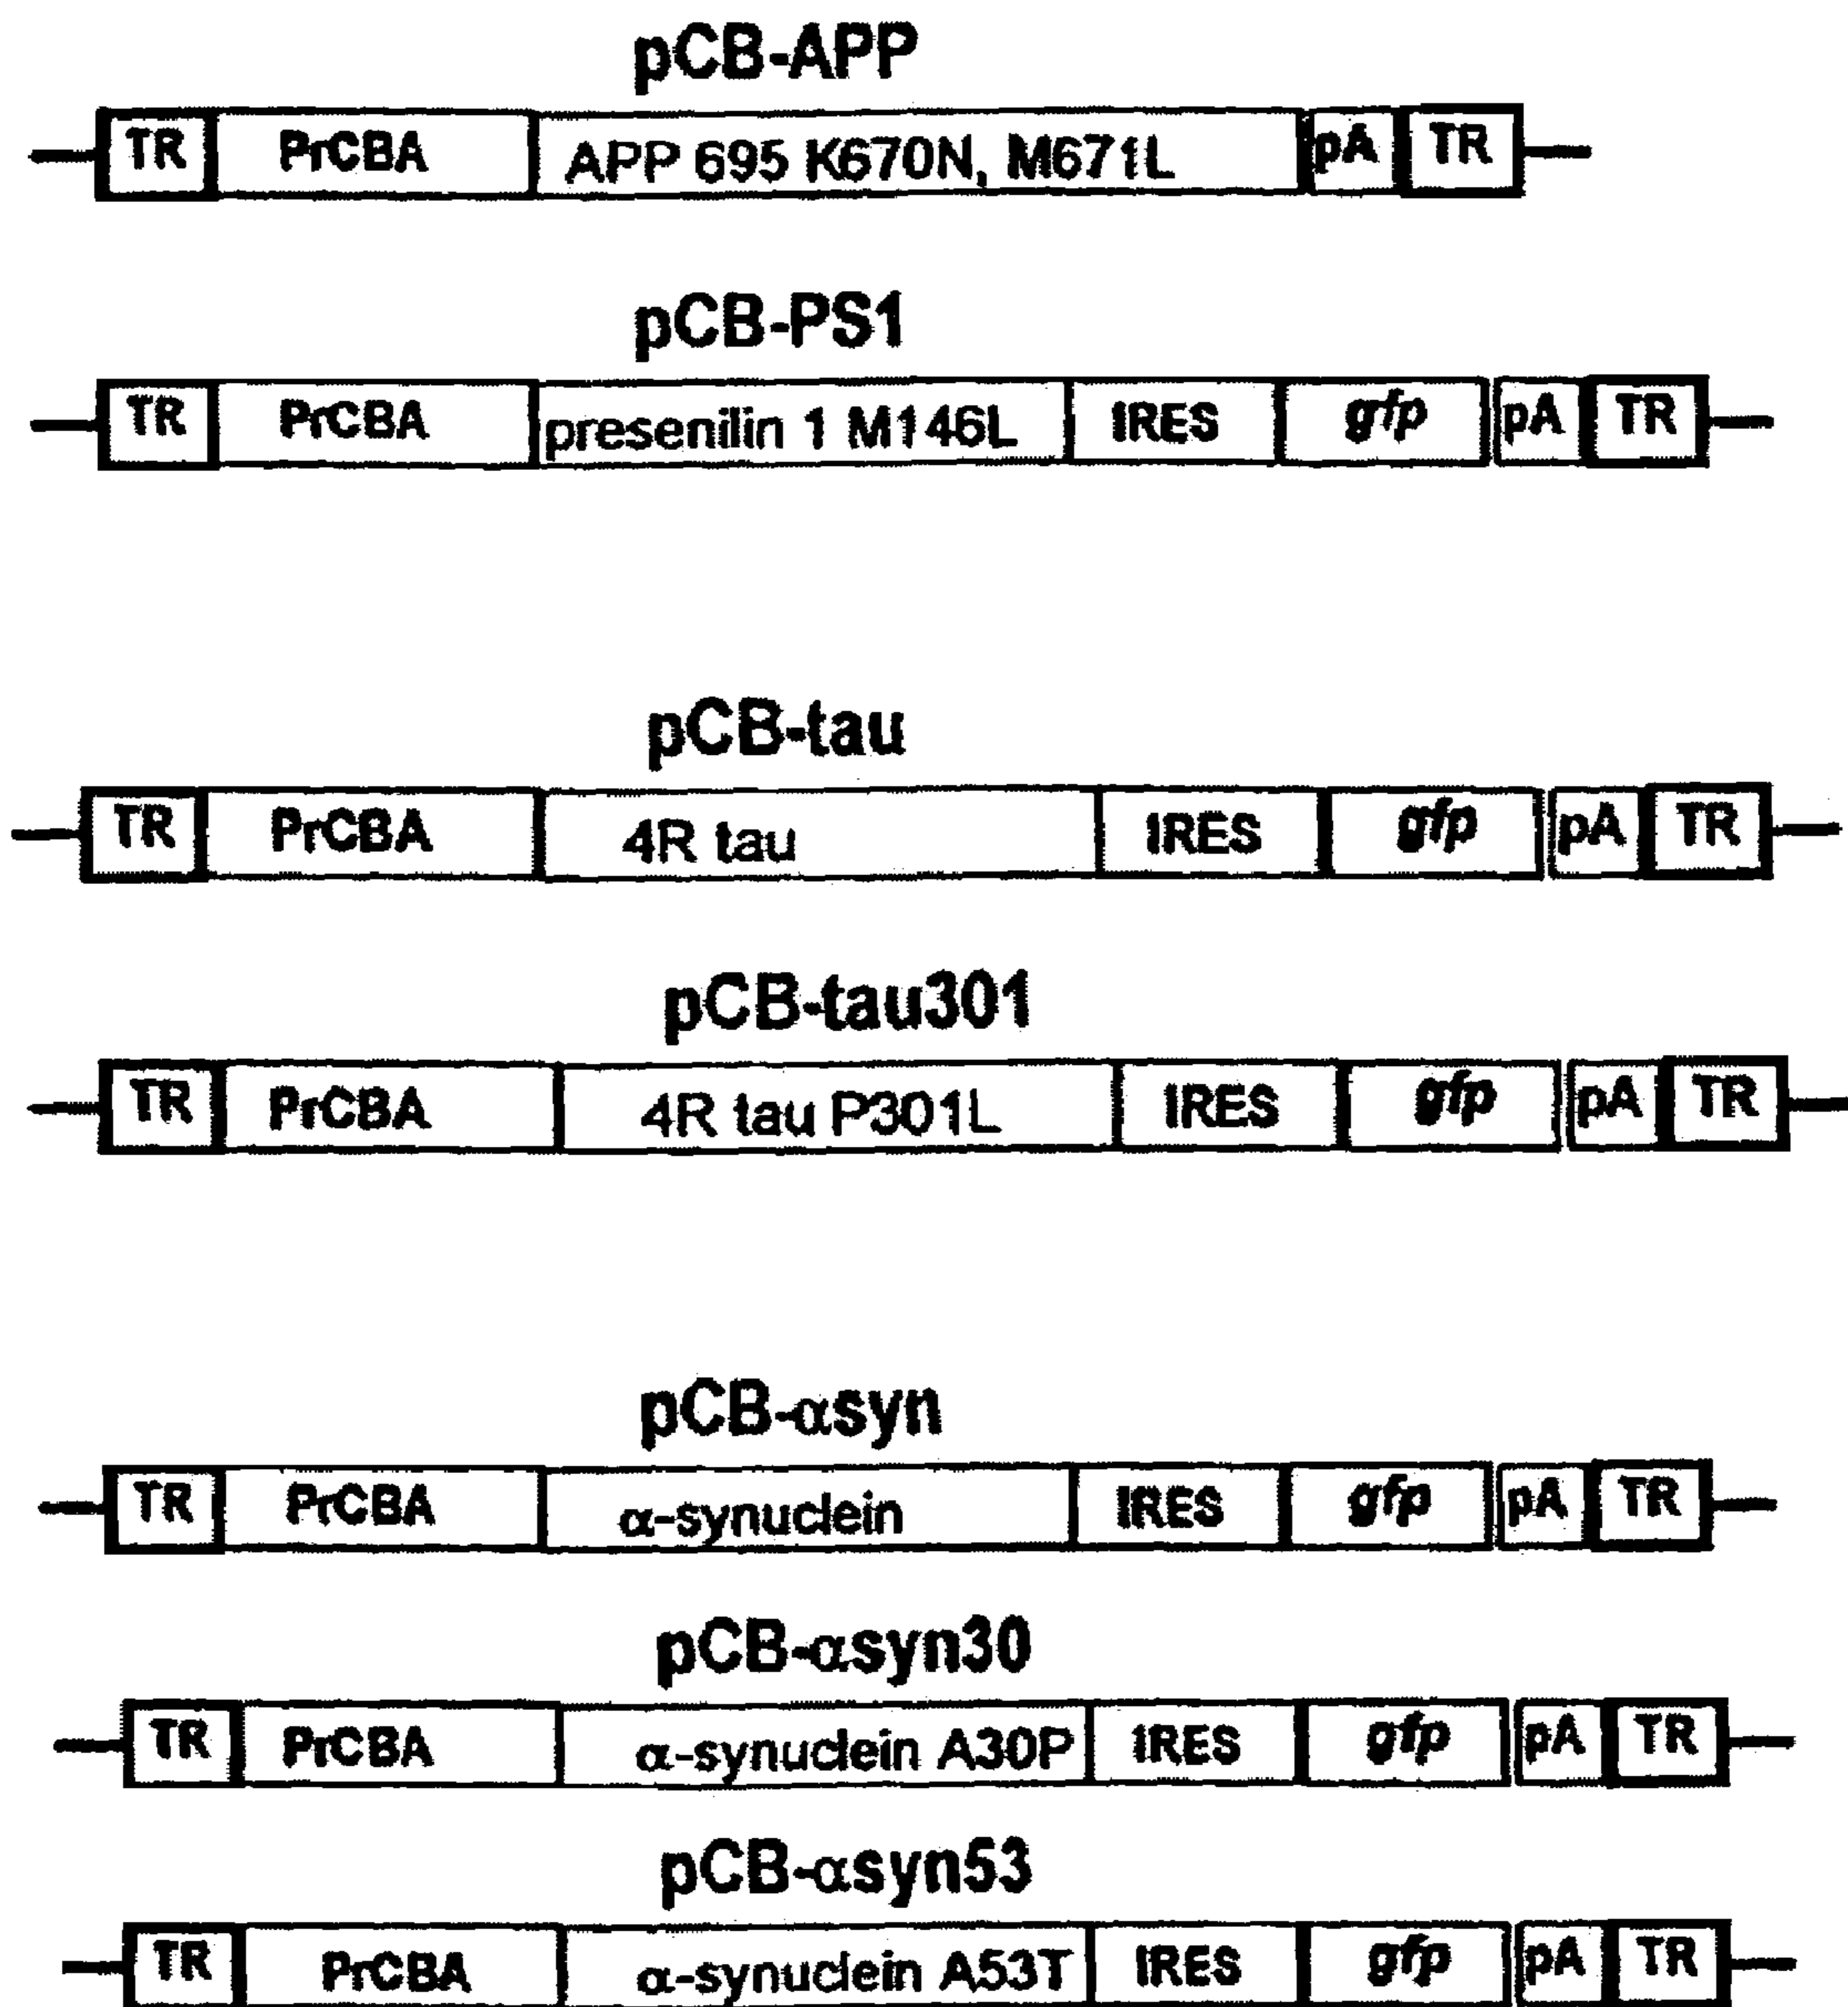 pCB-APP
TR PrCBA APP 695 K670N, M671L pA TR
pCB-PS1
TR PrCBA presenilin 1 M146L IRES gfp pA TR
pCB-tau
TR PrCBA 4R tau IRES gfp pA TR
pCB-tau301
TR PrCBA 4R tau P301L IRES gfp pA TR
pCB-αsyn
TR PrCBA α-synuclein IRES gfp pA TR
pCB-αsyn30
TR PrCBA α-synuclein A30P IRES gfp pA TR
pCB-αsyn53
TR PrCBA α-synuclein A53T IRES gfp pA TR